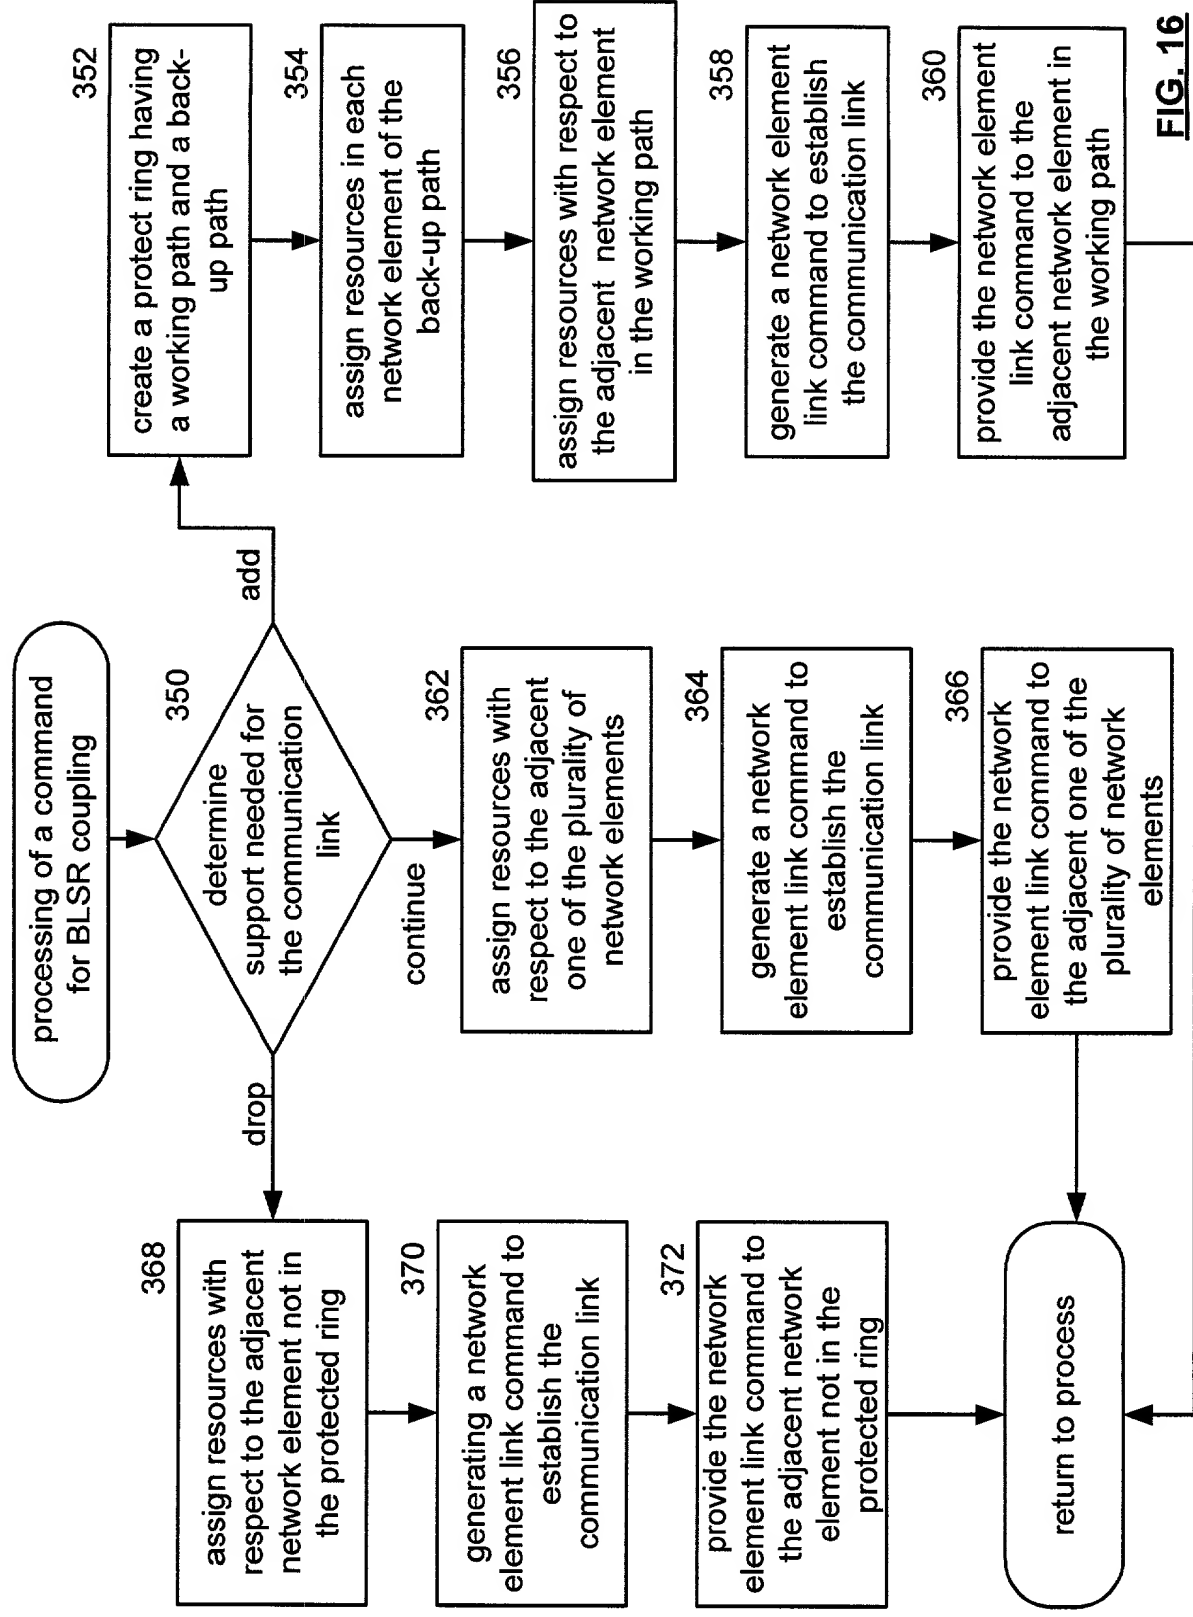 processing of a command
for BLSR coupling
350
determine
support needed for
the communication
link
drop
continue
add
368
assign resources with
respect to the adjacent
network element not in
the protected ring
370
generating a network
element link command to
establish the
communication link
372
provide the network
element link command to
the adjacent network
element not in the
protected ring
return to process
362
assign resources with
respect to the adjacent
one of the plurality of
network elements
364
generate a network
element link command to
establish the
communication link
366
provide the network
element link command to
the adjacent one of the
plurality of network
elements
352
create a protect ring having
a working path and a back-
up path
354
assign resources in each
network element of the
back-up path
356
assign resources with respect to
the adjacent network element
in the working path
358
generate a network element
link command to establish
the communication link
360
provide the network element
link command to the
adjacent network element in
the working path
FIG. 16